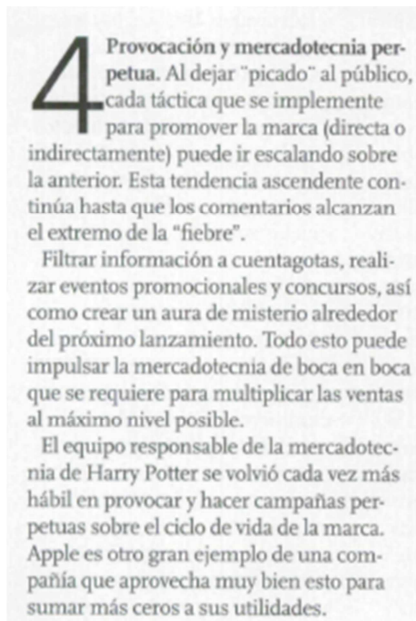 4 Provocación y mercadotecnia per-
petua. Al dejar ¨picado¨ al público,
cada táctica que se implemente
para promover la marca (directa o
indirectamente) puede ir escalando sobre
la anterior. Esta tendencia ascendente con-
tinúa hasta que los comentarios alcanzan
el extremo de la “fiebre”.
Filtrar información a cuentagotas, reali-
zar eventos promocionales y concursos, así
como crear un aura de misterio alrededor
del próximo lanzamiento. Todo esto puede
impulsar la mercadotecnia de boca en boca
que se requiere para multiplicar las ventas
al máximo nivel posible.
El equipo responsable de la mercadotec-
nia de Harry Potter se volvió cada vez más
hábil en provocar y hacer campañas per-
petuas sobre el ciclo de vida de la marca.
Apple es otro gran ejemplo de una com-
pañía que aprovecha muy bien esto para
sumar más ceros a sus utilidades.